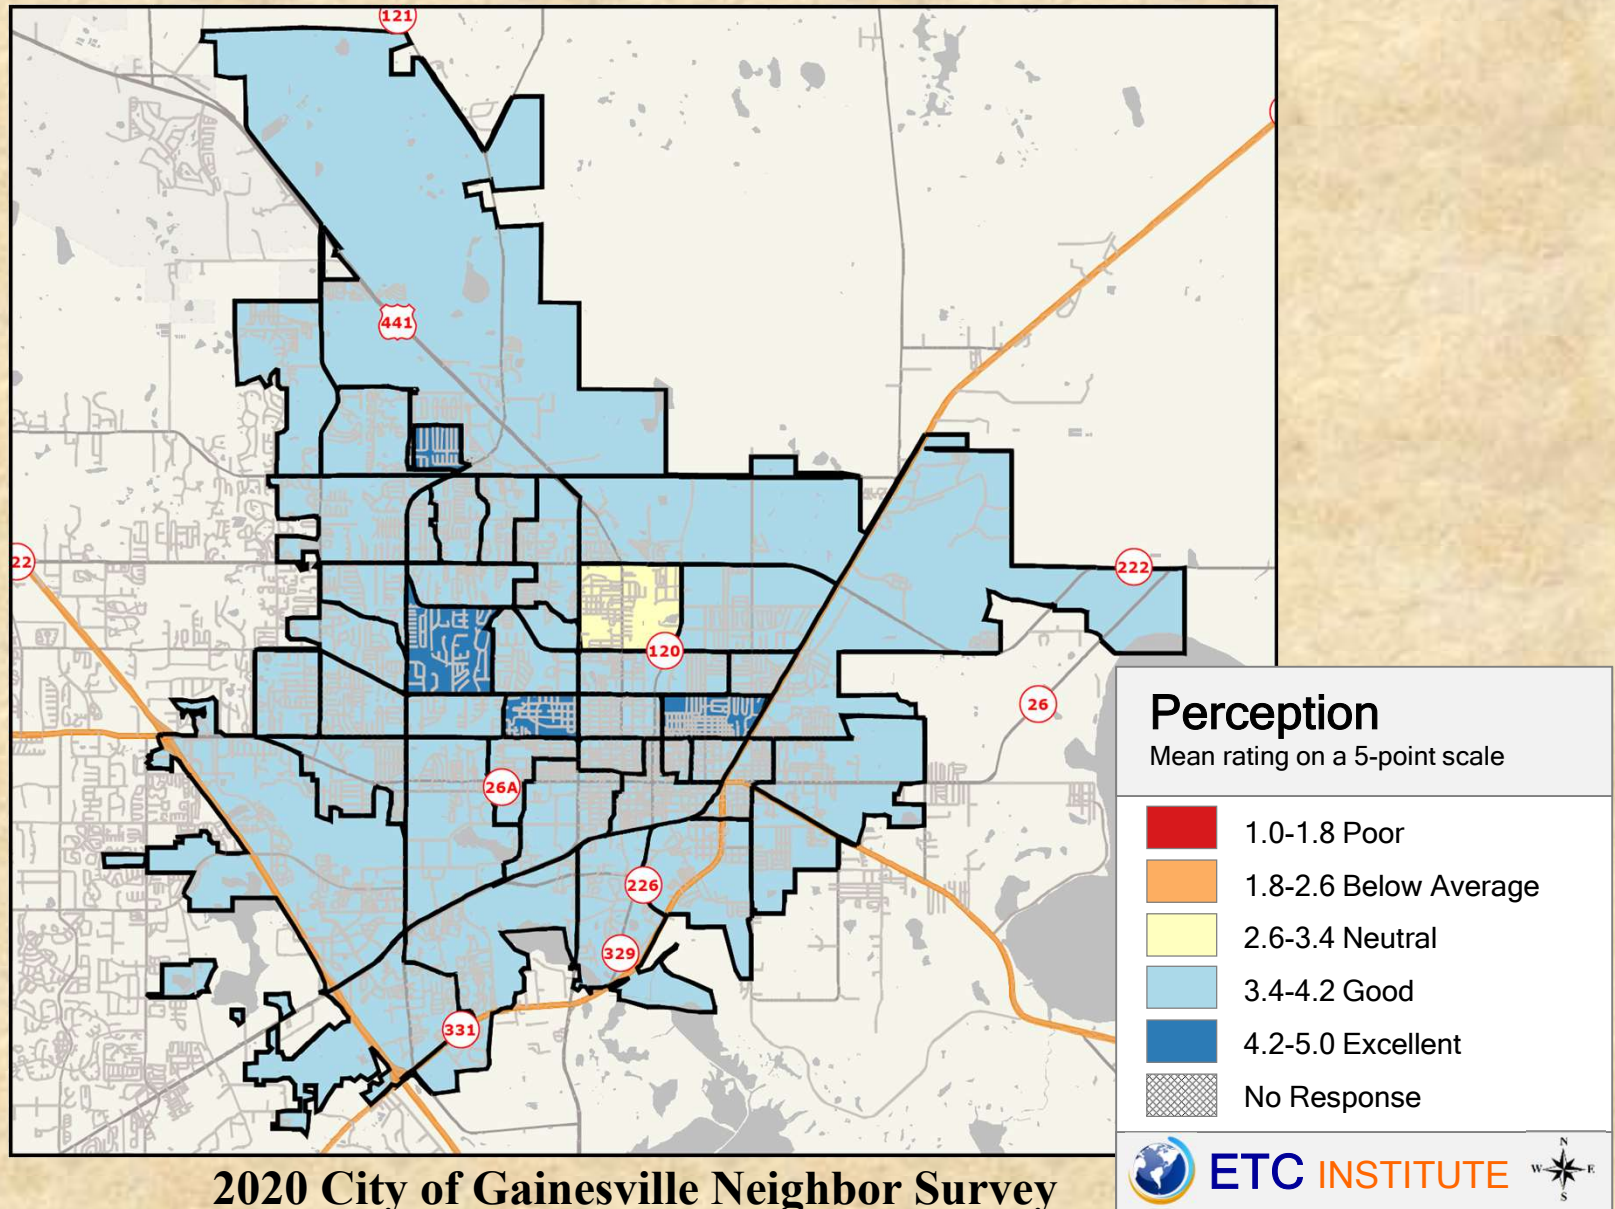 121
441
22
222
120
26
26A
226
329
331
Perception
Mean rating on a 5-point scale
1.0-1.8 Poor
1.8-2.6 Below Average
2.6-3.4 Neutral
3.4-4.2 Good
4.2-5.0 Excellent
No Response
ETC INSTITUTE
N
W E
S
2020 City of Gainesville Neighbor Survey